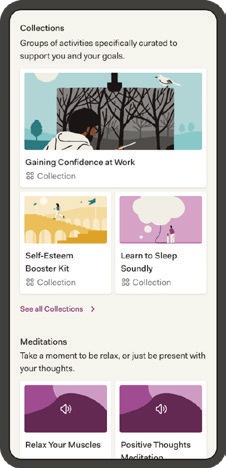 Collections
Groups of activities specifically curated to
support you and your goals.
Gaining Confidence at Work
Collection
Self-Esteem
Booster Kit
Collection
Learn to Sleep
Soundly
Collection
See all Collections
Meditations
Take a moment to be relax, or just be present with
your thoughts.
Relax Your Muscles
Positive Thoughts
Meditation